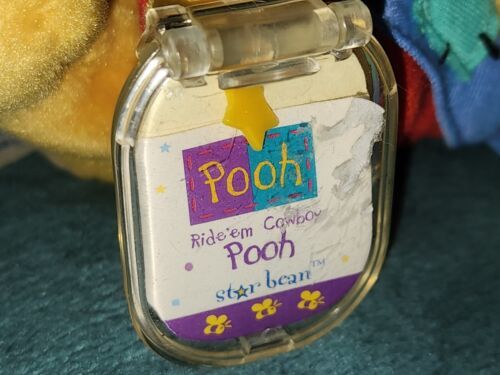 Pooh
Ride'em Cowboy
Pooh
star bean™